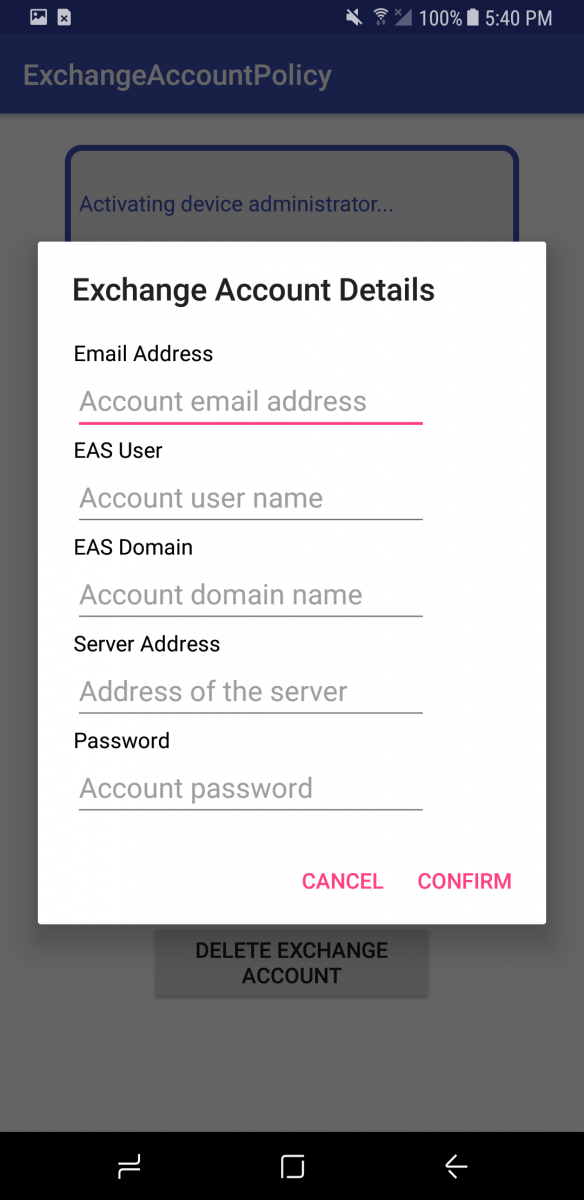 100% 5:40 PM
ExchangeAccountPolicy
Activating device administrator...
Exchange Account Details
Email Address
Account email address
EAS User
Account user name
EAS Domain
Account domain name
Server Address
Address of the server
Password
Account password
CANCEL CONFIRM
DELETE EXCHANGE
ACCOUNT